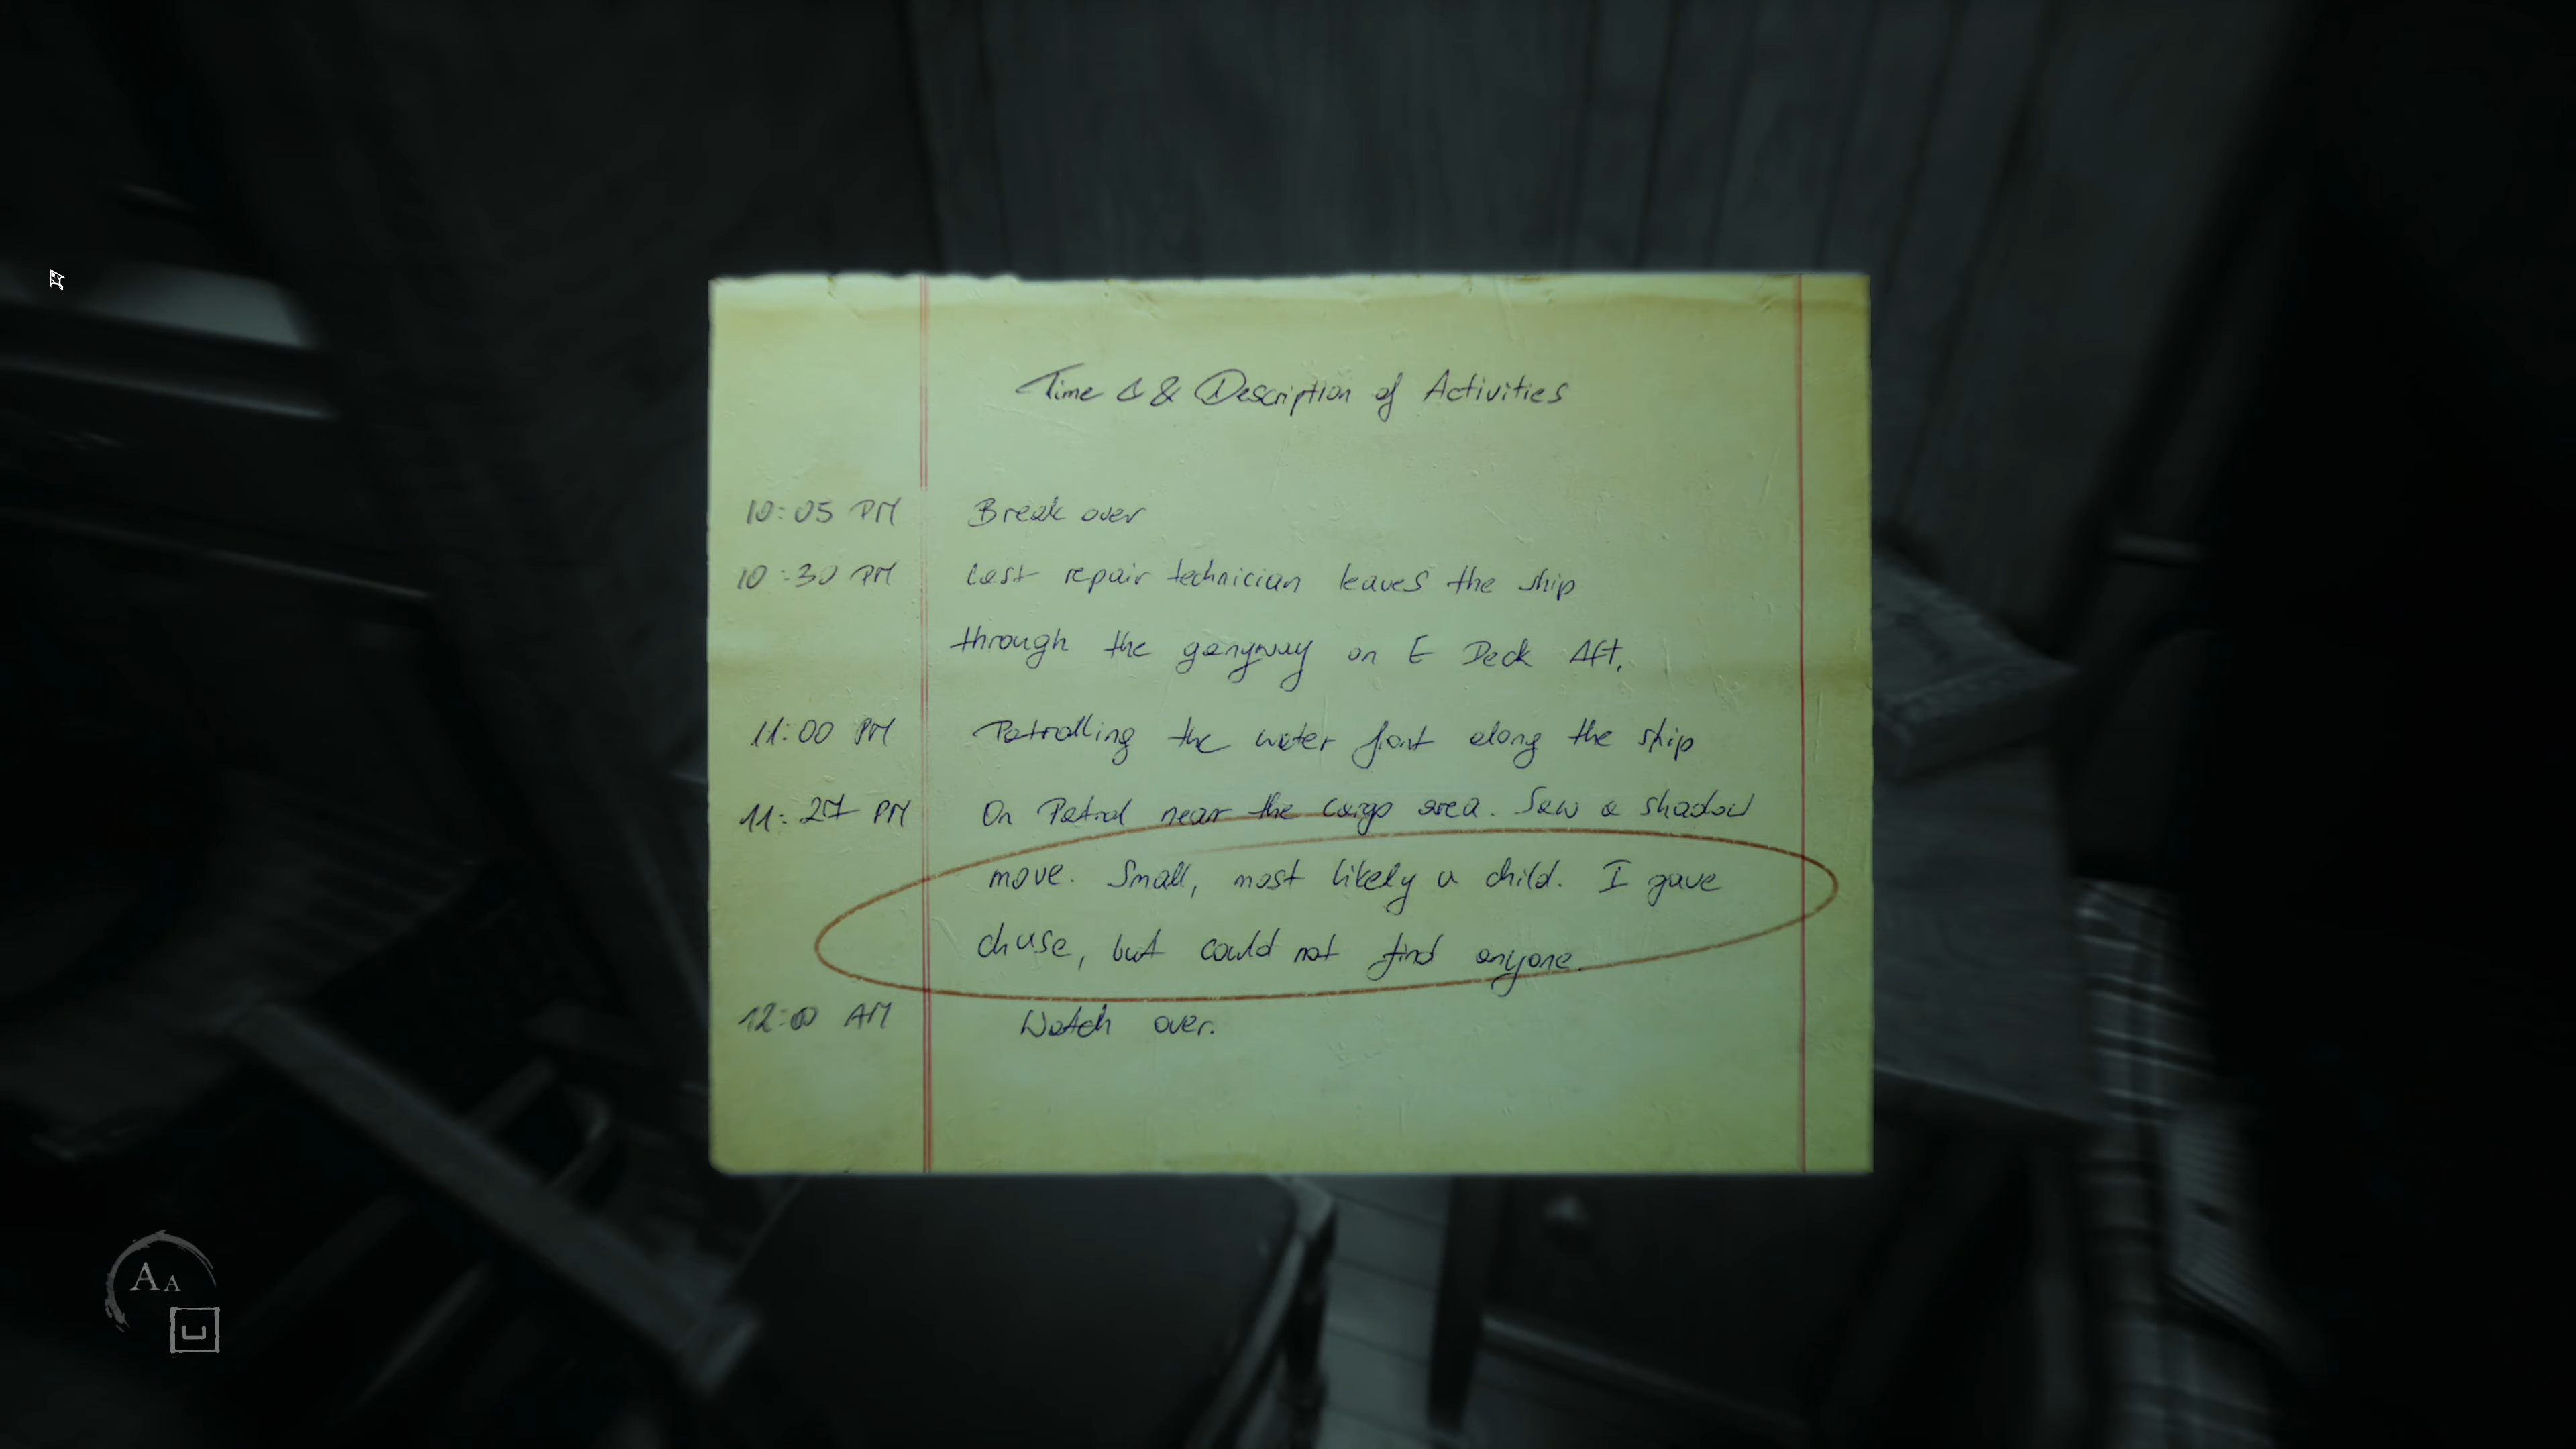 Time & Description of Activities
10:05 PM Break over
10:30 PM Last repair technician leaves the ship
through the gangway on E Deck Aft.
11:00 PM Patrolling the water font along the ship
11:27 PM On Patrol near the cargo area. Saw a shadow
move. Small, most likely a child. I gave
chase, but could not find anyone.
12:00 AM Watch over.
AA